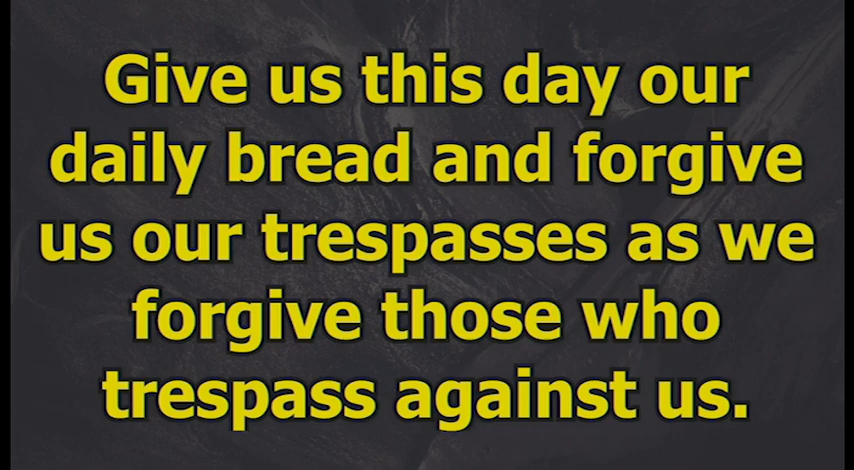 Give us this day our
daily bread and forgive
us our trespasses as we
forgive those who
trespass against us.